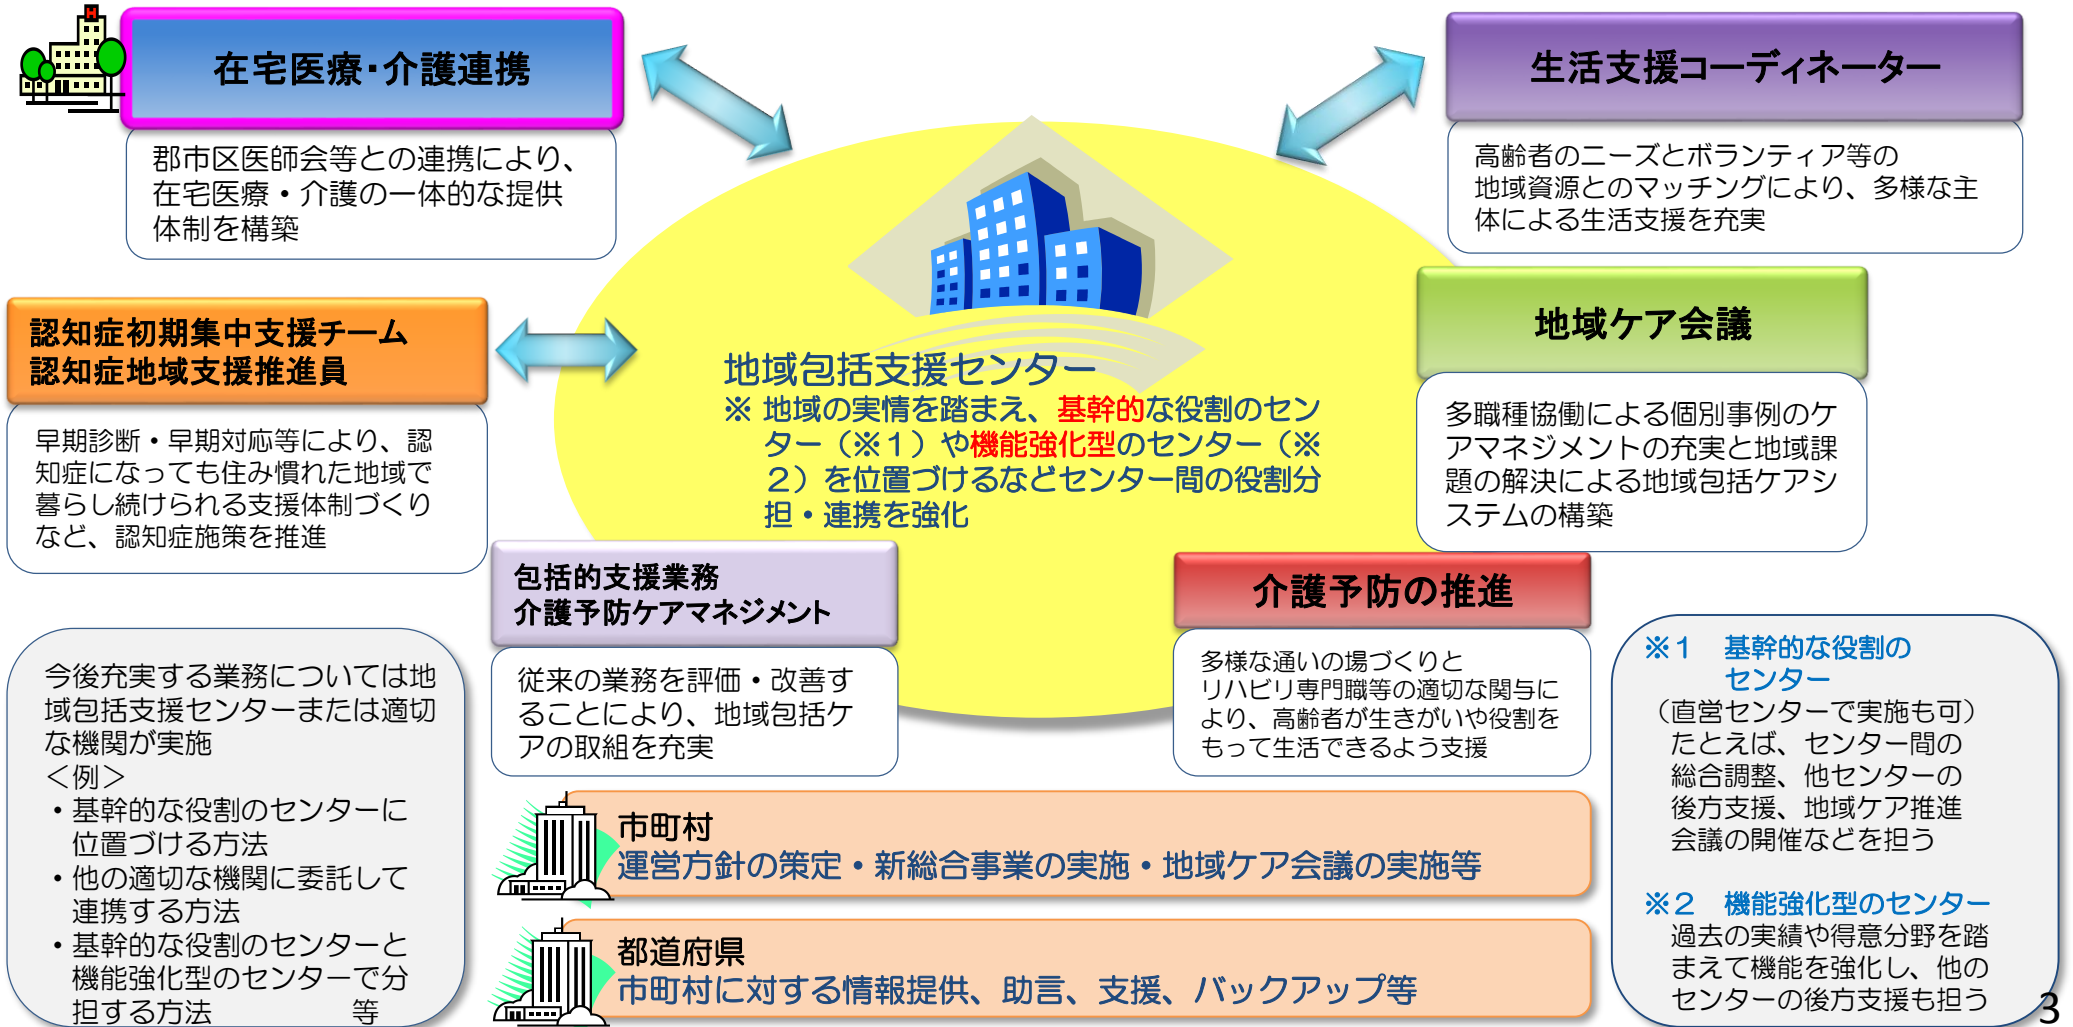 H
在宅医療・介護連携
郡市区医師会等との連携により、
在宅医療・介護の一体的な提供
体制を構築
生活支援コーディネーター
高齢者のニーズとボランティア等の
地域資源とのマッチングにより、多様な主
体による生活支援を充実
認知症初期集中支援チーム
認知症地域支援推進員
早期診断・早期対応等により、認
知症になっても住み慣れた地域で
暮らし続けられる支援体制づくり
など、認知症施策を推進
地域包括支援センター
※ 地域の実情を踏まえ、基幹的な役割のセン
ター（※１）や機能強化型のセンター（※
２）を位置づけるなどセンター間の役割分
担・連携を強化
地域ケア会議
多職種協働による個別事例のケ
アマネジメントの充実と地域課
題の解決による地域包括ケアシ
ステムの構築
包括的支援業務
介護予防ケアマネジメント
従来の業務を評価・改善す
ることにより、地域包括ケ
アの取組を充実
介護予防の推進
多様な通いの場づくりと
リハビリ専門職等の適切な関与に
より、高齢者が生きがいや役割を
もって生活できるよう支援
今後充実する業務については地
域包括支援センターまたは適切
な機関が実施
＜例＞
・基幹的な役割のセンターに
位置づける方法
・他の適切な機関に委託して
連携する方法
・基幹的な役割のセンターと
機能強化型のセンターで分
担する方法　　　　　等
市町村
運営方針の策定・新総合事業の実施・地域ケア会議の実施等
都道府県
市町村に対する情報提供、助言、支援、バックアップ等
※１　基幹的な役割の
センター
（直営センターで実施も可）
たとえば、センター間の
総合調整、他センターの
後方支援、地域ケア推進
会議の開催などを担う
※２　機能強化型のセンター
過去の実績や得意分野を踏
まえて機能を強化し、他の
センターの後方支援も担う
3